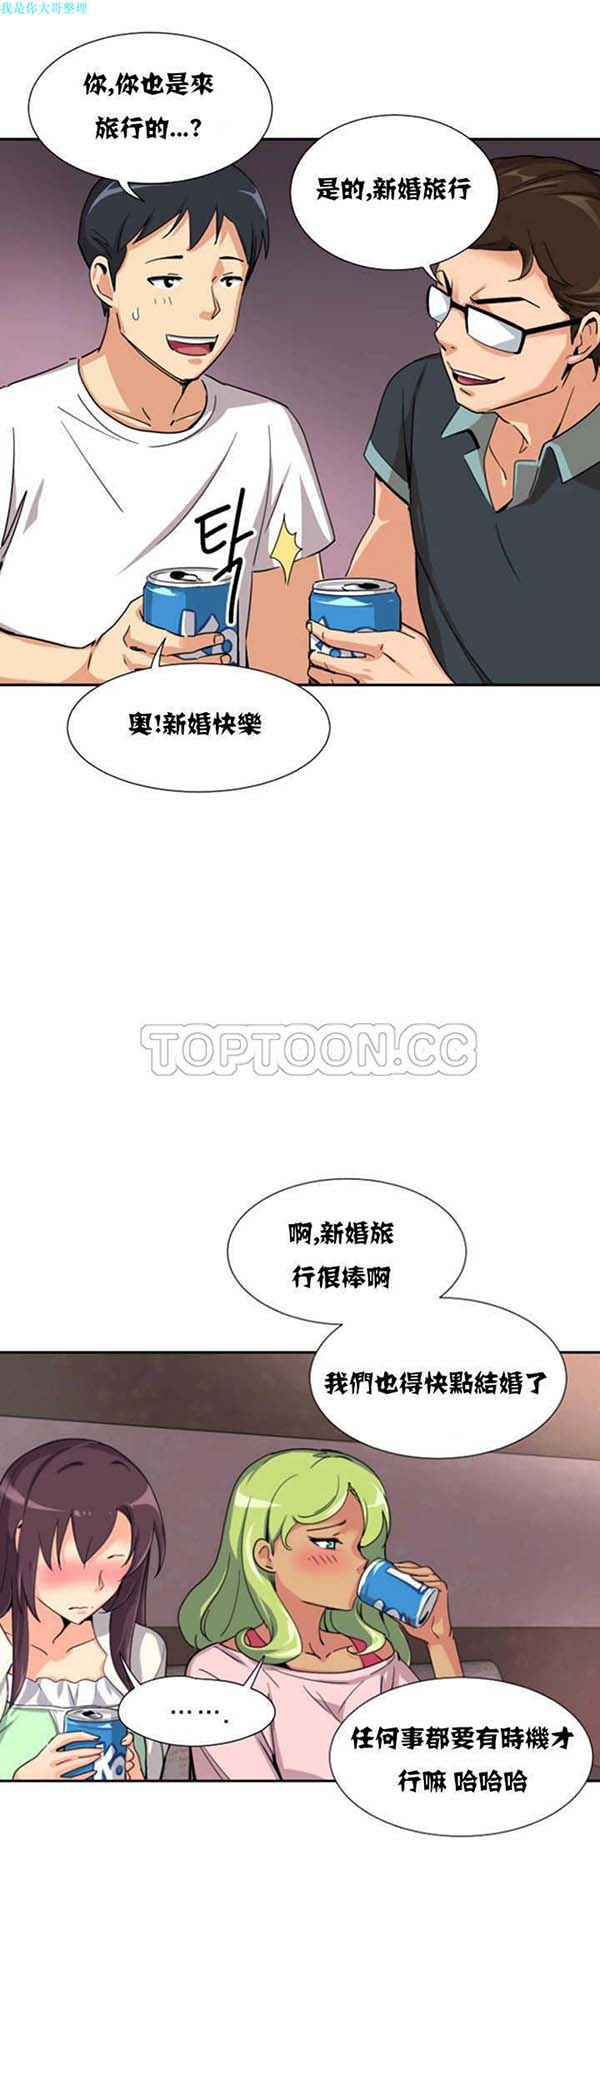 我是你大哥整理
你,你也是來
旅行的...?
是的,新婚旅行
탁
奧!新婚快樂
TOPTOON.CC
啊,新婚旅
行很棒啊
我們也得快點結婚了
.......
任何事都要有時機才
行嘛 哈哈哈